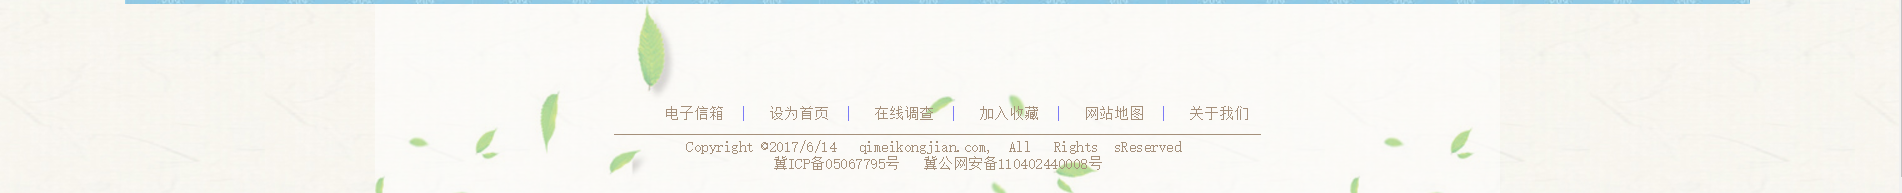 电子信箱 | 设为首页 | 在线调查 | 加入收藏 | 网站地图 | 关于我们
Copyright ©2017/6/14 qimeikongjian.com, All Rights sReserved
冀ICP备05067795号 冀公网安备110402440008号